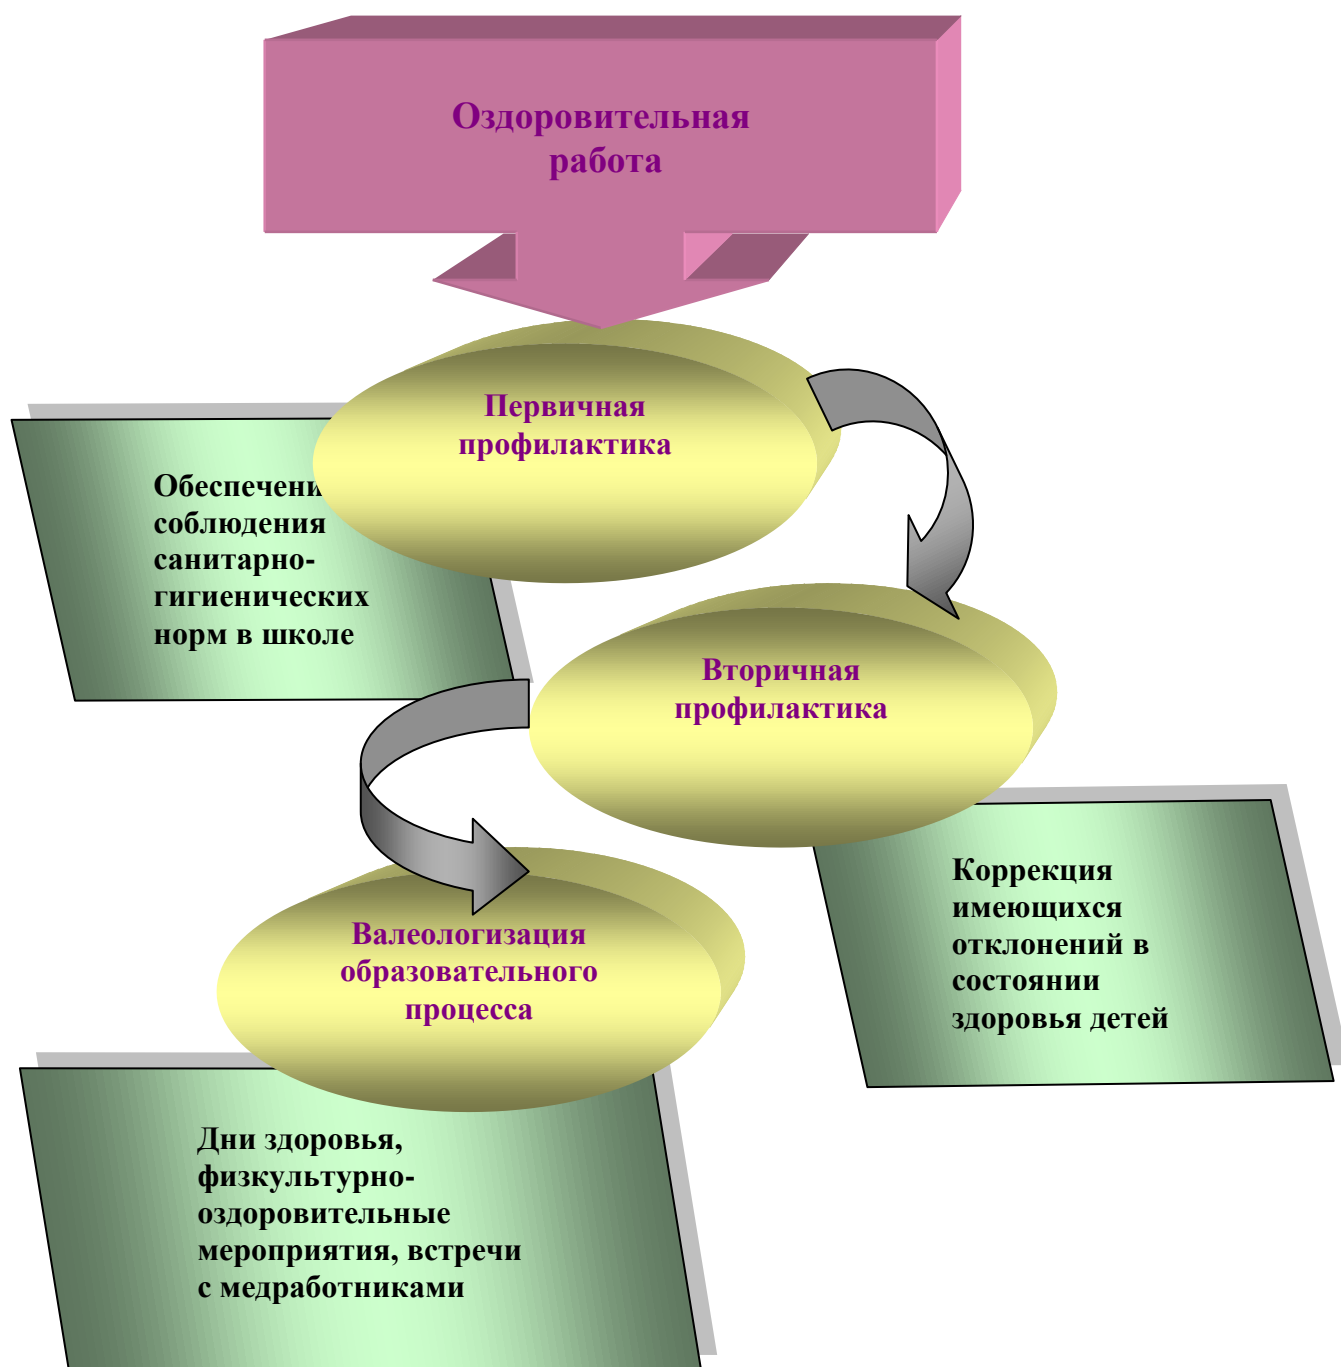 Оздоровительная
работа
Первичная
профилактика
Обеспечени
соблюдения
санитарно-
гигиенических
норм в школе
Вторичная
профилактика
Коррекция
имеющихся
отклонений в
состоянии
здоровья детей
Валеологизация
образовательного
процесса
Дни здоровья,
физкультурно-
оздоровительные
мероприятия, встречи
с медработниками